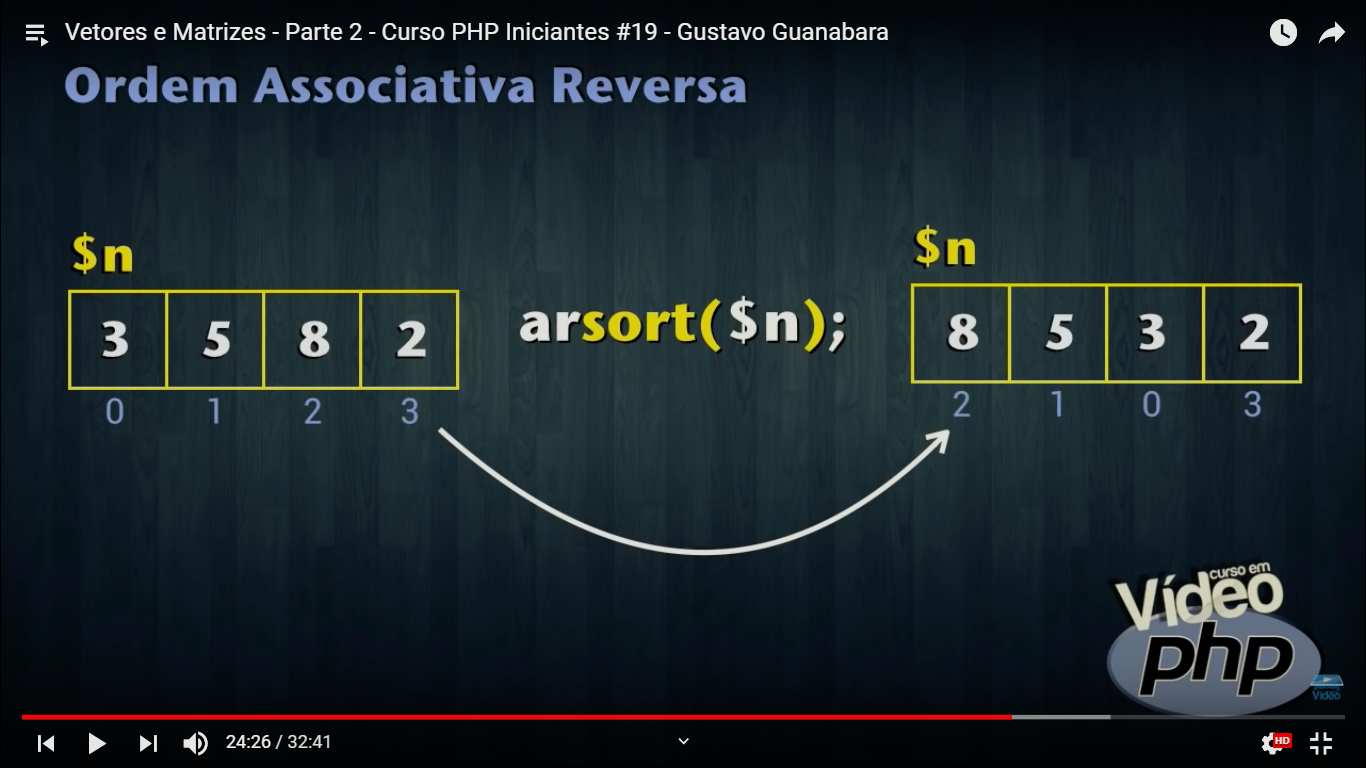 Vetores e Matrizes - Parte 2 - Curso PHP Iniciantes #19 - Gustavo Guanabara
Ordem Associativa Reversa
$n
3 5 8 2
0 1 2 3
arsort($n);
$n
8 5 3 2
2 1 0 3
curso em
Vídeo
php
Vídeo
24:26 / 32:41
HD